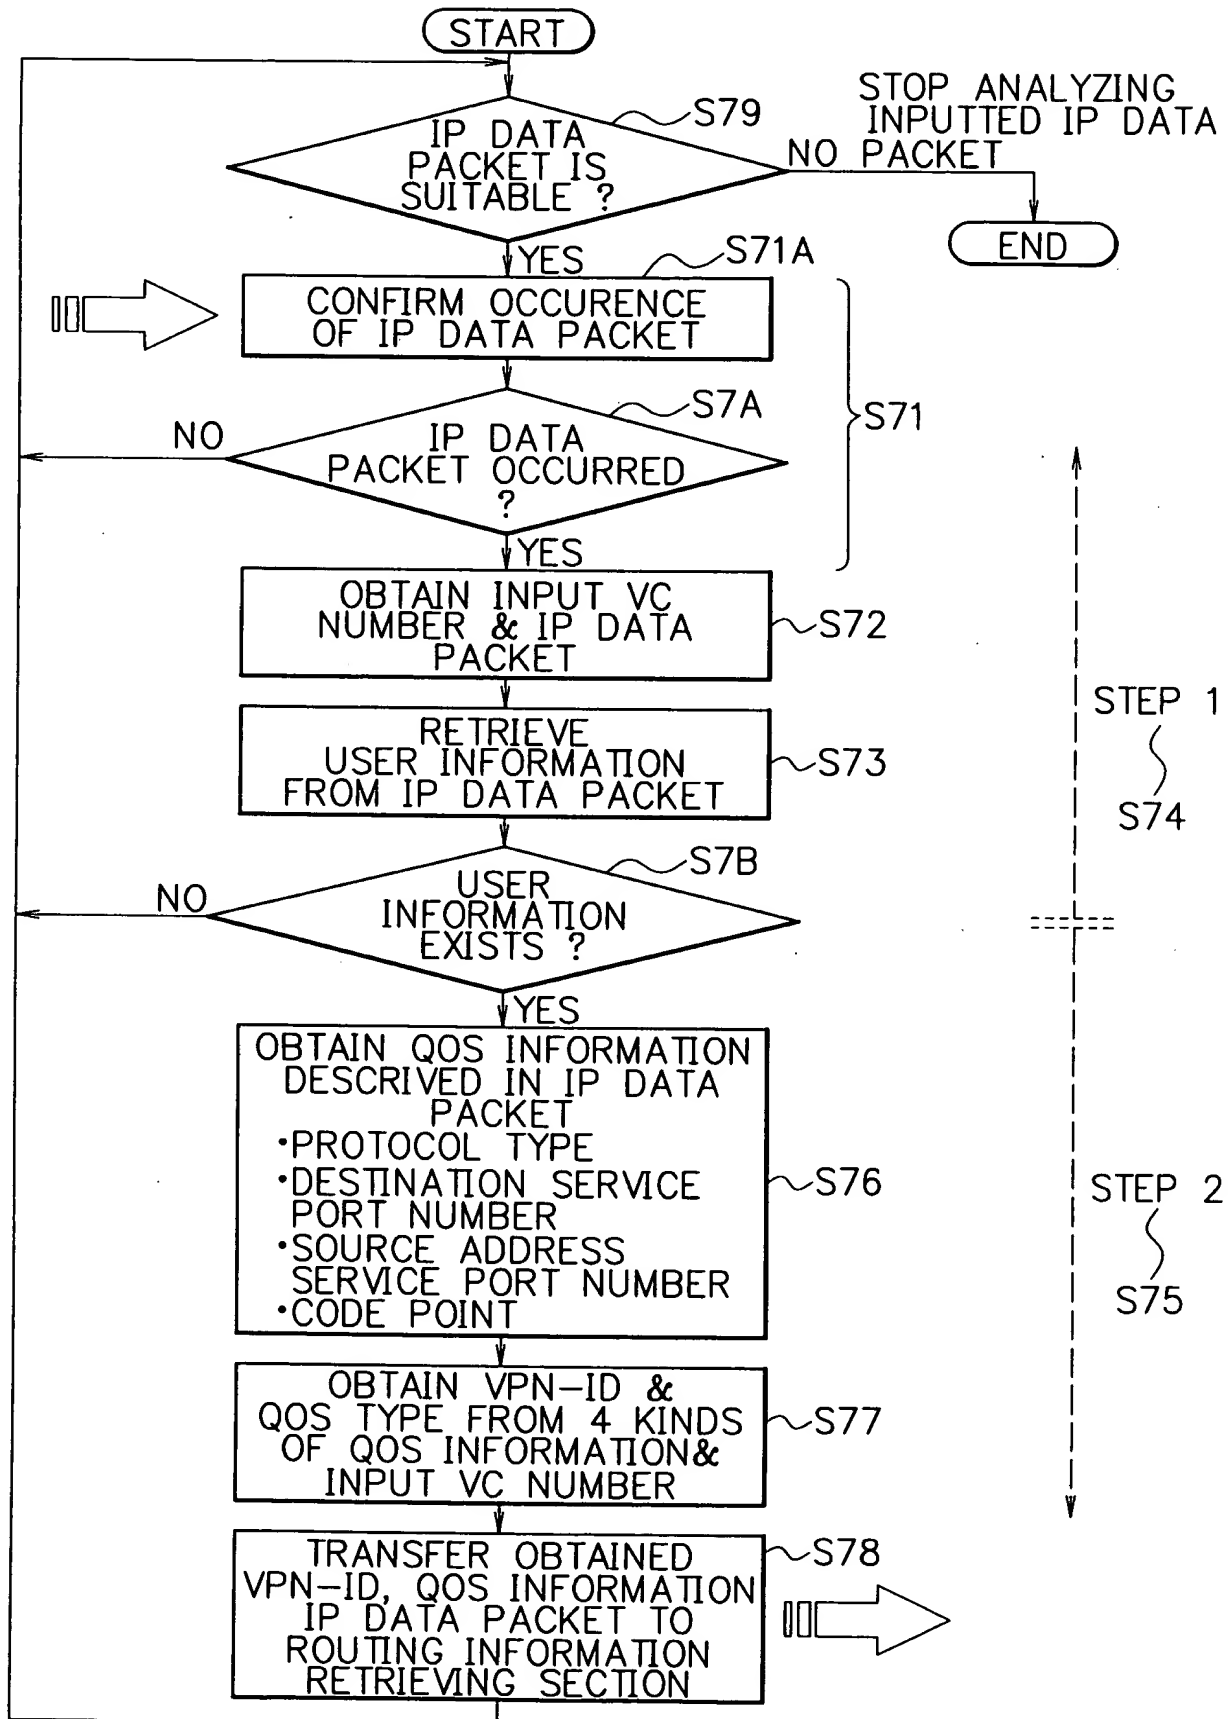 START
S79
STOP ANALYZING
INPUTTED IP DATA
NO PACKET
IP DATA
PACKET IS
SUITABLE ?
END
YES
S71A
CONFIRM OCCURENCE
OF IP DATA PACKET
S7A
S71
NO
IP DATA
PACKET OCCURRED
?
YES
OBTAIN INPUT VC
NUMBER & IP DATA
PACKET
S72
RETRIEVE
USER INFORMATION
FROM IP DATA PACKET
S73
STEP 1
S74
S7B
NO
USER
INFORMATION
EXISTS ?
YES
OBTAIN QOS INFORMATION
DESCRIVED IN IP DATA
PACKET
·PROTOCOL TYPE
·DESTINATION SERVICE
PORT NUMBER
·SOURCE ADDRESS
SERVICE PORT NUMBER
·CODE POINT
S76
STEP 2
S75
OBTAIN VPN-ID &
QOS TYPE FROM 4 KINDS
OF QOS INFORMATION&
INPUT VC NUMBER
S77
TRANSFER OBTAINED
VPN-ID, QOS INFORMATION
IP DATA PACKET TO
ROUTING INFORMATION
RETRIEVING SECTION
S78